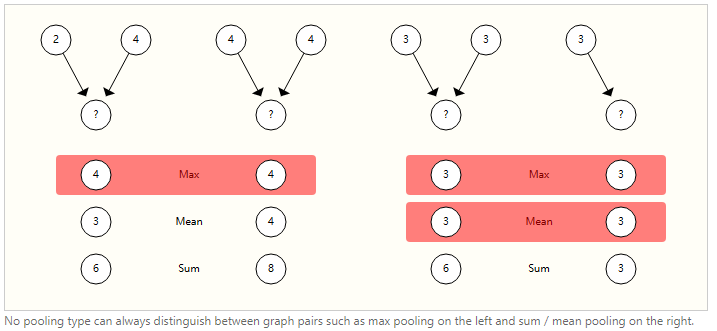 2 4 4 4 3 3 3
? ? ? ?
4 Max 4 3 Max 3
3 Mean 4 3 Mean 3
6 Sum 8 6 Sum 3
No pooling type can always distinguish between graph pairs such as max pooling on the left and sum / mean pooling on the right.